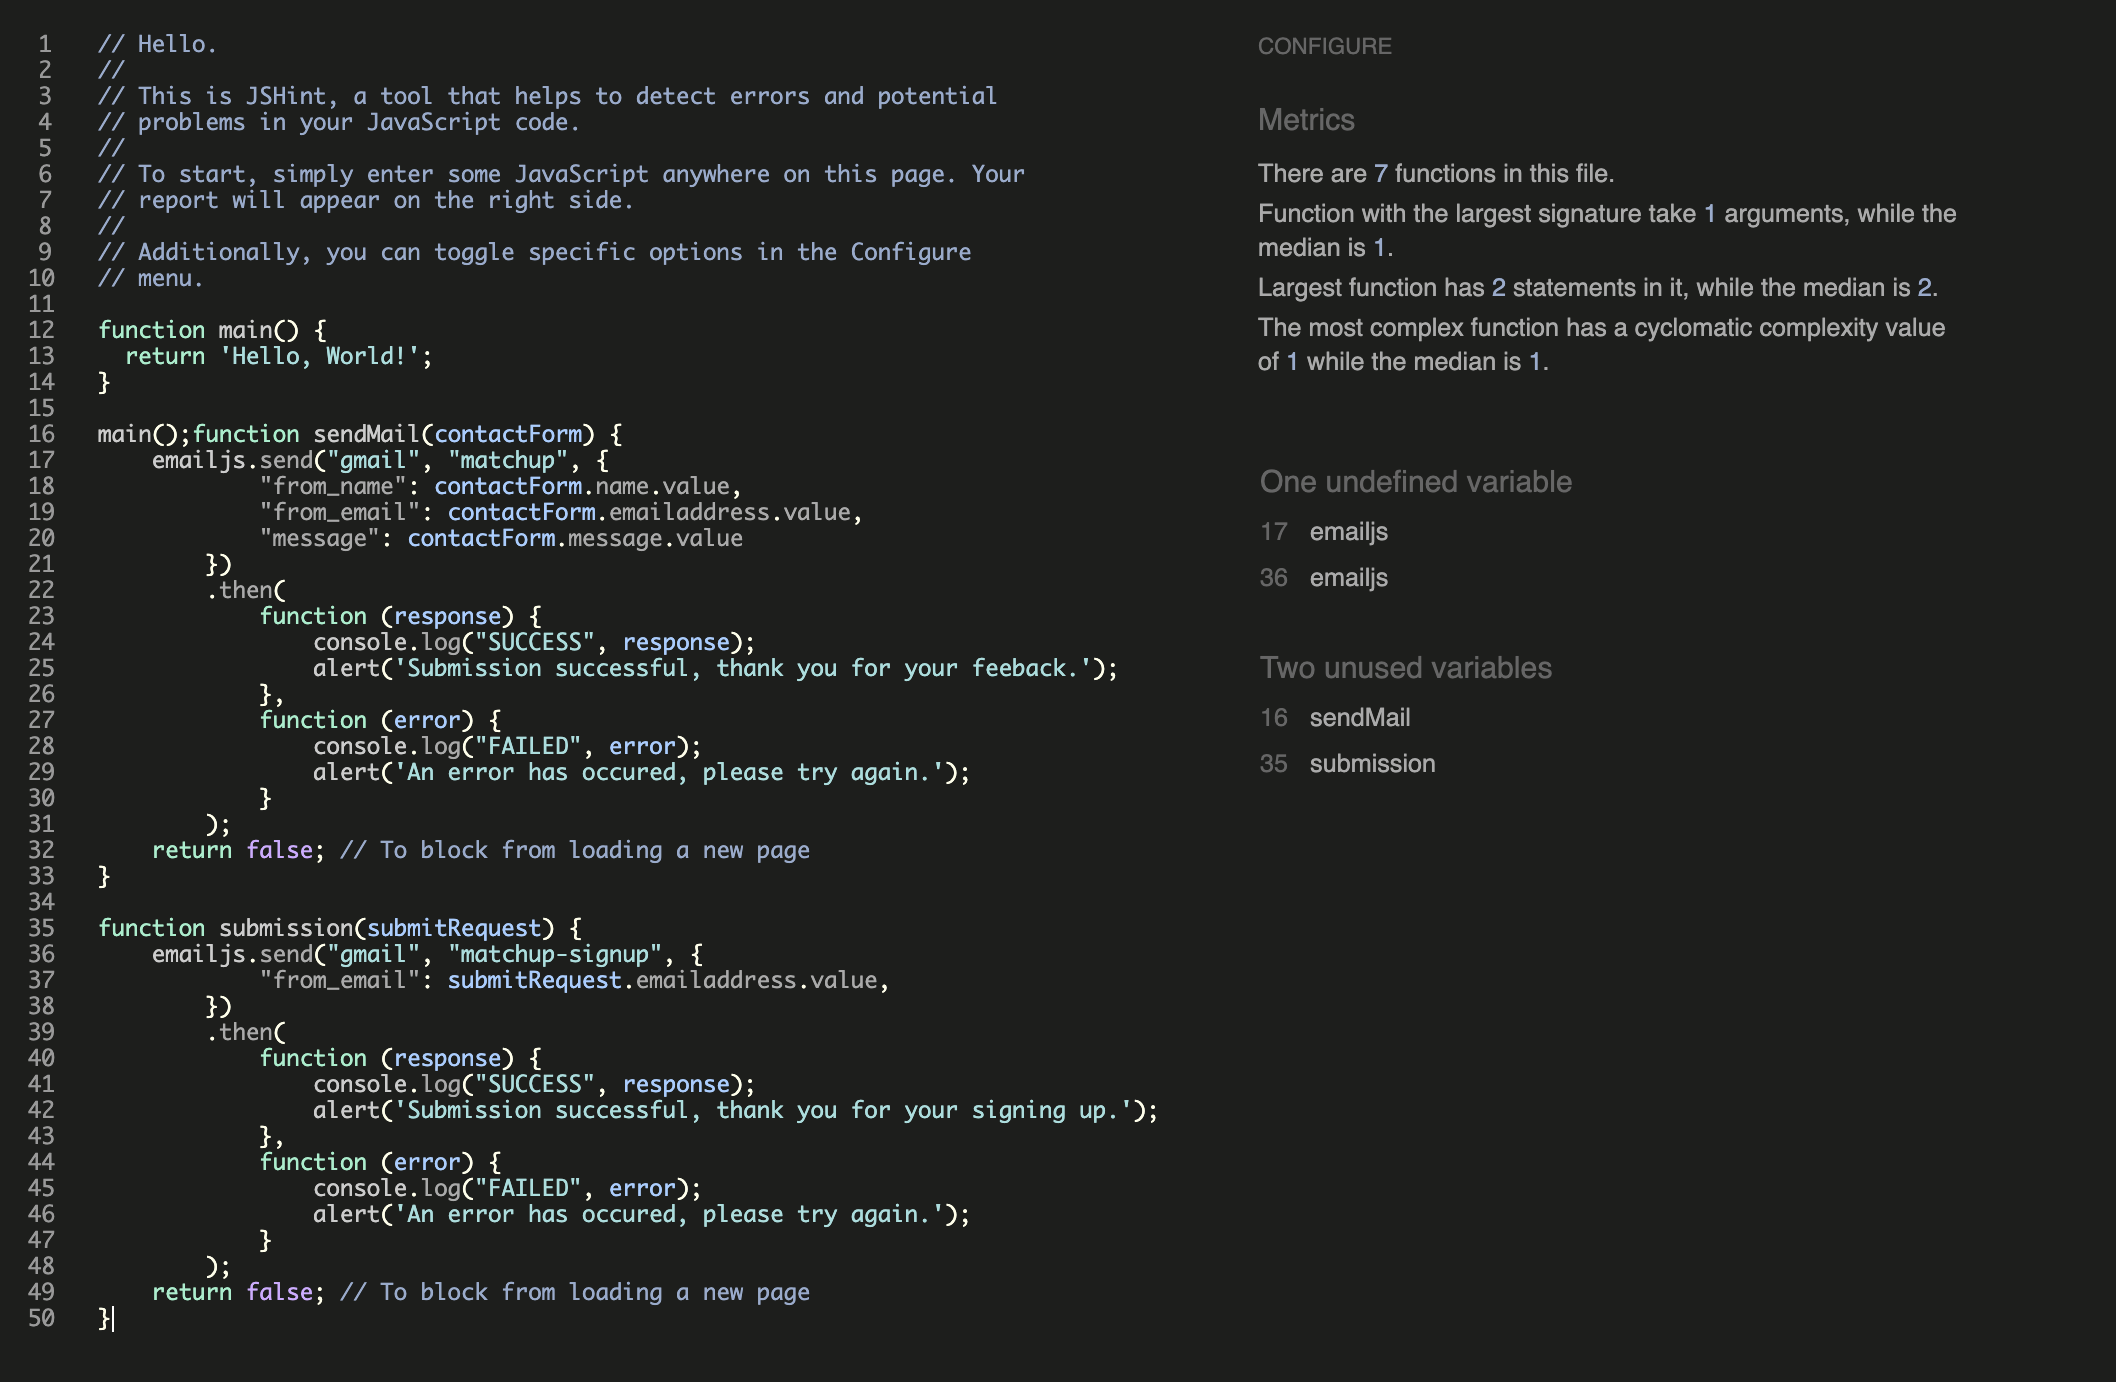 1 // Hello.
2 //
3 // This is JSHint, a tool that helps to detect errors and potential
4 // problems in your JavaScript code.
5 //
6 // To start, simply enter some JavaScript anywhere on this page. Your
7 // report will appear on the right side.
8 //
9 // Additionally, you can toggle specific options in the Configure
10 // menu.
11
12 function main() {
13   return 'Hello, World!';
14 }
15
16 main();function sendMail(contactForm) {
17     emailjs.send("gmail", "matchup", {
18             "from_name": contactForm.name.value,
19             "from_email": contactForm.emailaddress.value,
20             "message": contactForm.message.value
21         })
22         .then(
23             function (response) {
24                 console.log("SUCCESS", response);
25                 alert('Submission successful, thank you for your feeback.');
26             },
27             function (error) {
28                 console.log("FAILED", error);
29                 alert('An error has occured, please try again.');
30             }
31         );
32     return false; // To block from loading a new page
33 }
34
35 function submission(submitRequest) {
36     emailjs.send("gmail", "matchup-signup", {
37             "from_email": submitRequest.emailaddress.value,
38         })
39         .then(
40             function (response) {
41                 console.log("SUCCESS", response);
42                 alert('Submission successful, thank you for your signing up.');
43             },
44             function (error) {
45                 console.log("FAILED", error);
46                 alert('An error has occured, please try again.');
47             }
48         );
49     return false; // To block from loading a new page
50 }
CONFIGURE
Metrics
There are 7 functions in this file.
Function with the largest signature take 1 arguments, while the
median is 1.
Largest function has 2 statements in it, while the median is 2.
The most complex function has a cyclomatic complexity value
of 1 while the median is 1.
One undefined variable
17 emailjs
36 emailjs
Two unused variables
16 sendMail
35 submission